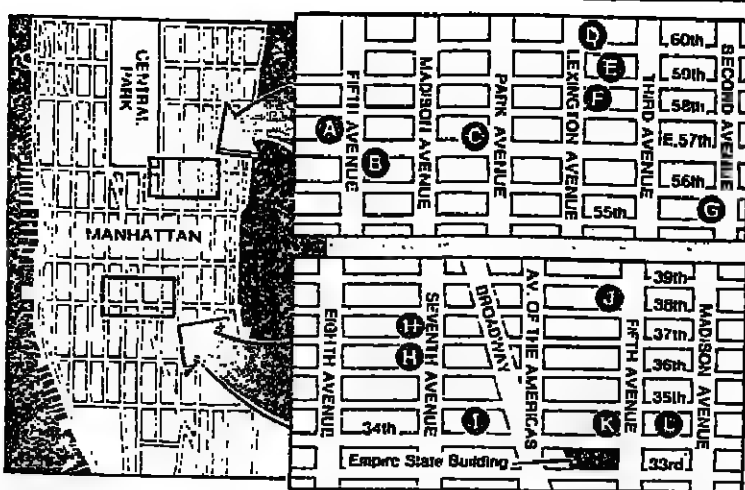 CENTRAL PARK
MANHATTAN
FIFTH AVENUE
MADISON AVENUE
PARK AVENUE
LEXINGTON AVENUE
THIRD AVENUE
SECOND AVENUE
60th
59th
58th
E. 57th
56th
55th
A
B
C
D
E
F
G
EIGHTH AVENUE
SEVENTH AVENUE
BROADWAY
AV. OF THE AMERICAS
FIFTH AVENUE
MADISON AVENUE
39th
38th
37th
36th
35th
34th
33rd
H
H
I
J
K
L
Empire State Building